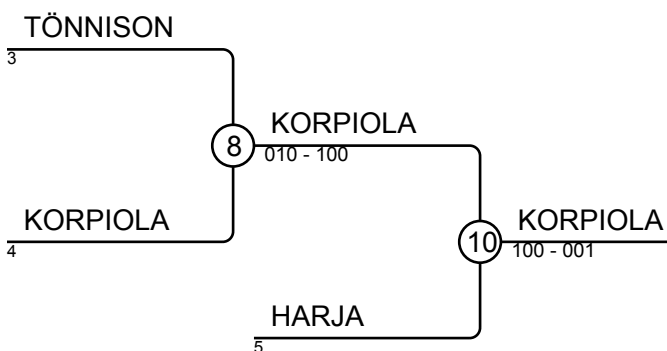 TÖNNISON
3
KORPIOLA
8
010 - 100
KORPIOLA
4
KORPIOLA
10
100 - 001
HARJA
5